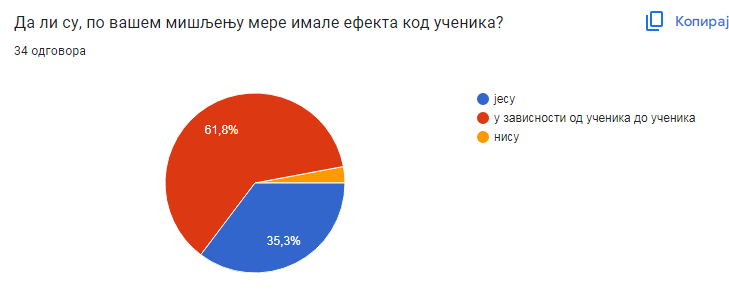 Да ли су, по вашем мишљењу мере имале ефекта код ученика?
Копирај
34 одговора
61,8%
35,3%
јесу
у зависности од ученика до ученика
нису